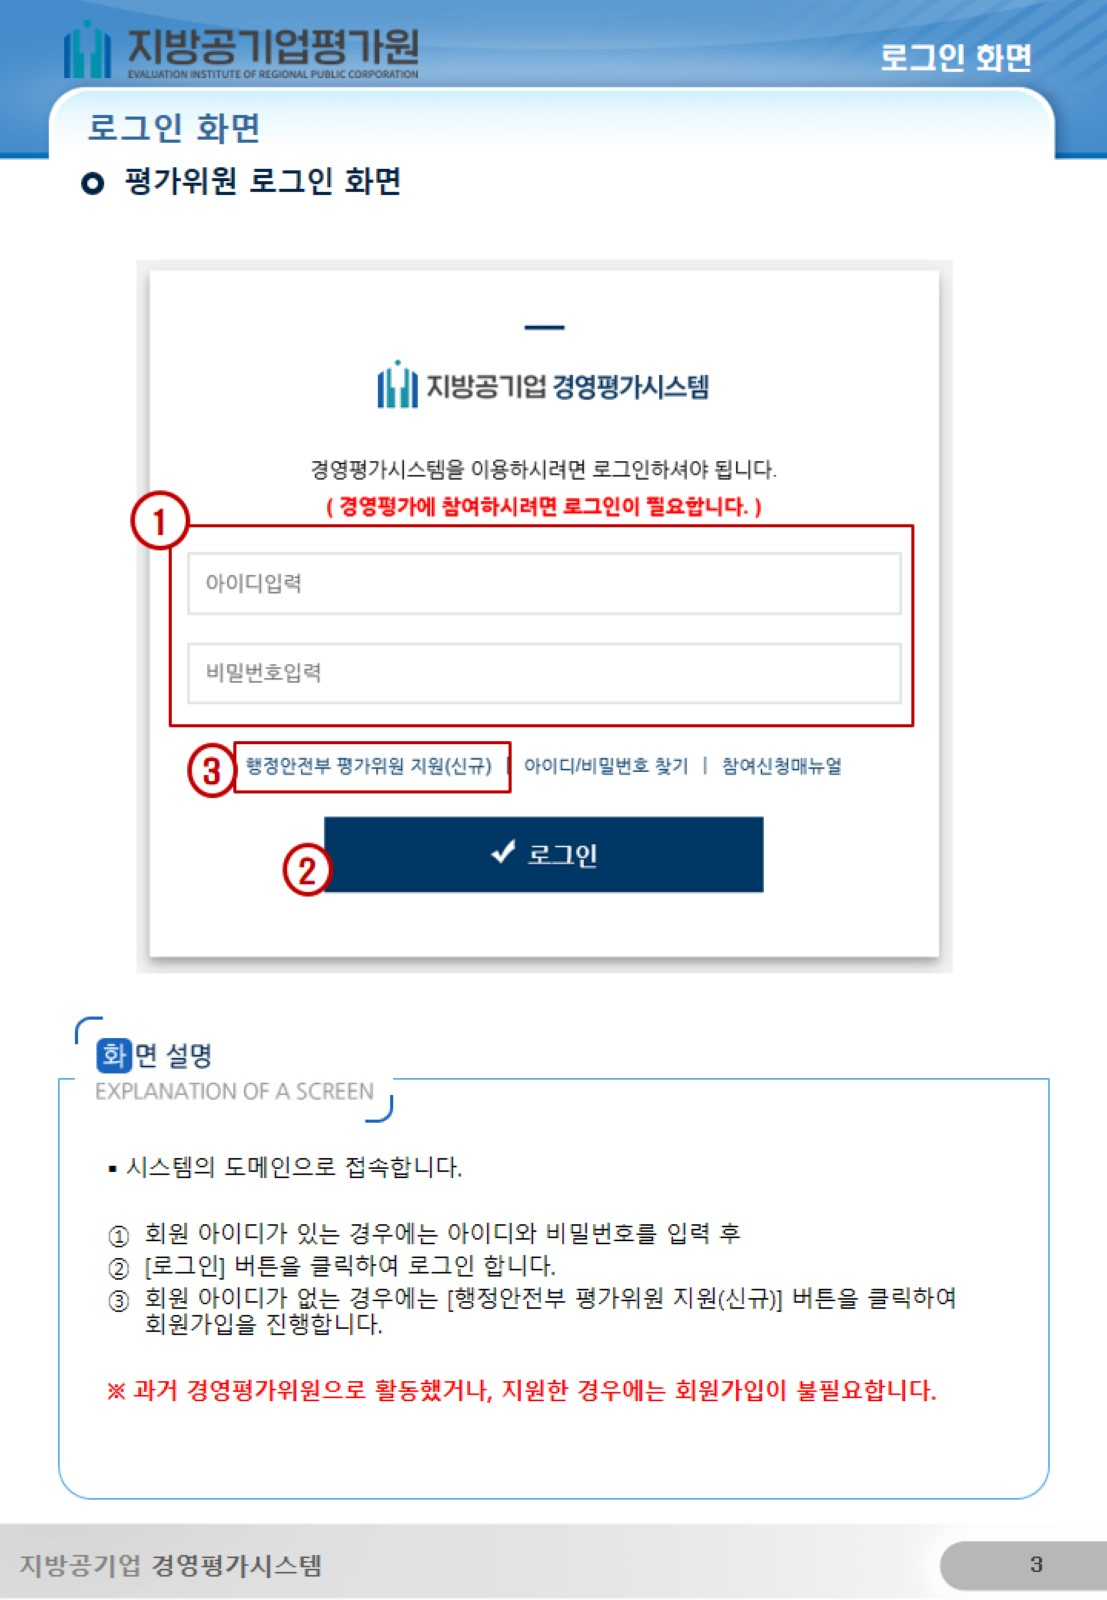 지방공기업평가원
EVALUATION INSTITUTE OF REGIONAL PUBLIC CORPORATION
로그인 화면
로그인 화면
평가위원 로그인 화면
지방공기업 경영평가시스템
경영평가시스템을 이용하시려면 로그인하셔야 됩니다.
( 경영평가에 참여하시려면 로그인이 필요합니다. )
1
아이디입력
비밀번호입력
3 행정안전부 평가위원 지원(신규) | 아이디/비밀번호 찾기 | 참여신청매뉴얼
2 로그인
화면 설명
EXPLANATION OF A SCREEN
▪ 시스템의 도메인으로 접속합니다.
① 회원 아이디가 있는 경우에는 아이디와 비밀번호를 입력 후
② [로그인] 버튼을 클릭하여 로그인 합니다.
③ 회원 아이디가 없는 경우에는 [행정안전부 평가위원 지원(신규)] 버튼을 클릭하여
회원가입을 진행합니다.
※ 과거 경영평가위원으로 활동했거나, 지원한 경우에는 회원가입이 불필요합니다.
지방공기업 경영평가시스템
3